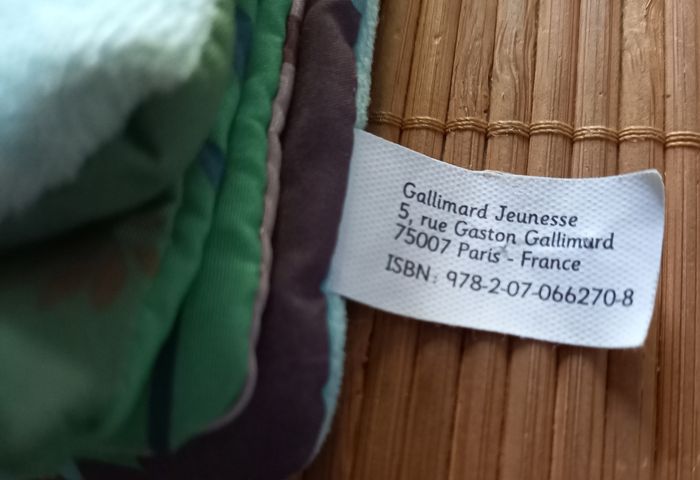 Gallimard Jeunesse
5, rue Gaston Gallimard
75007 Paris - France
ISBN: 978-2-07-066270-8